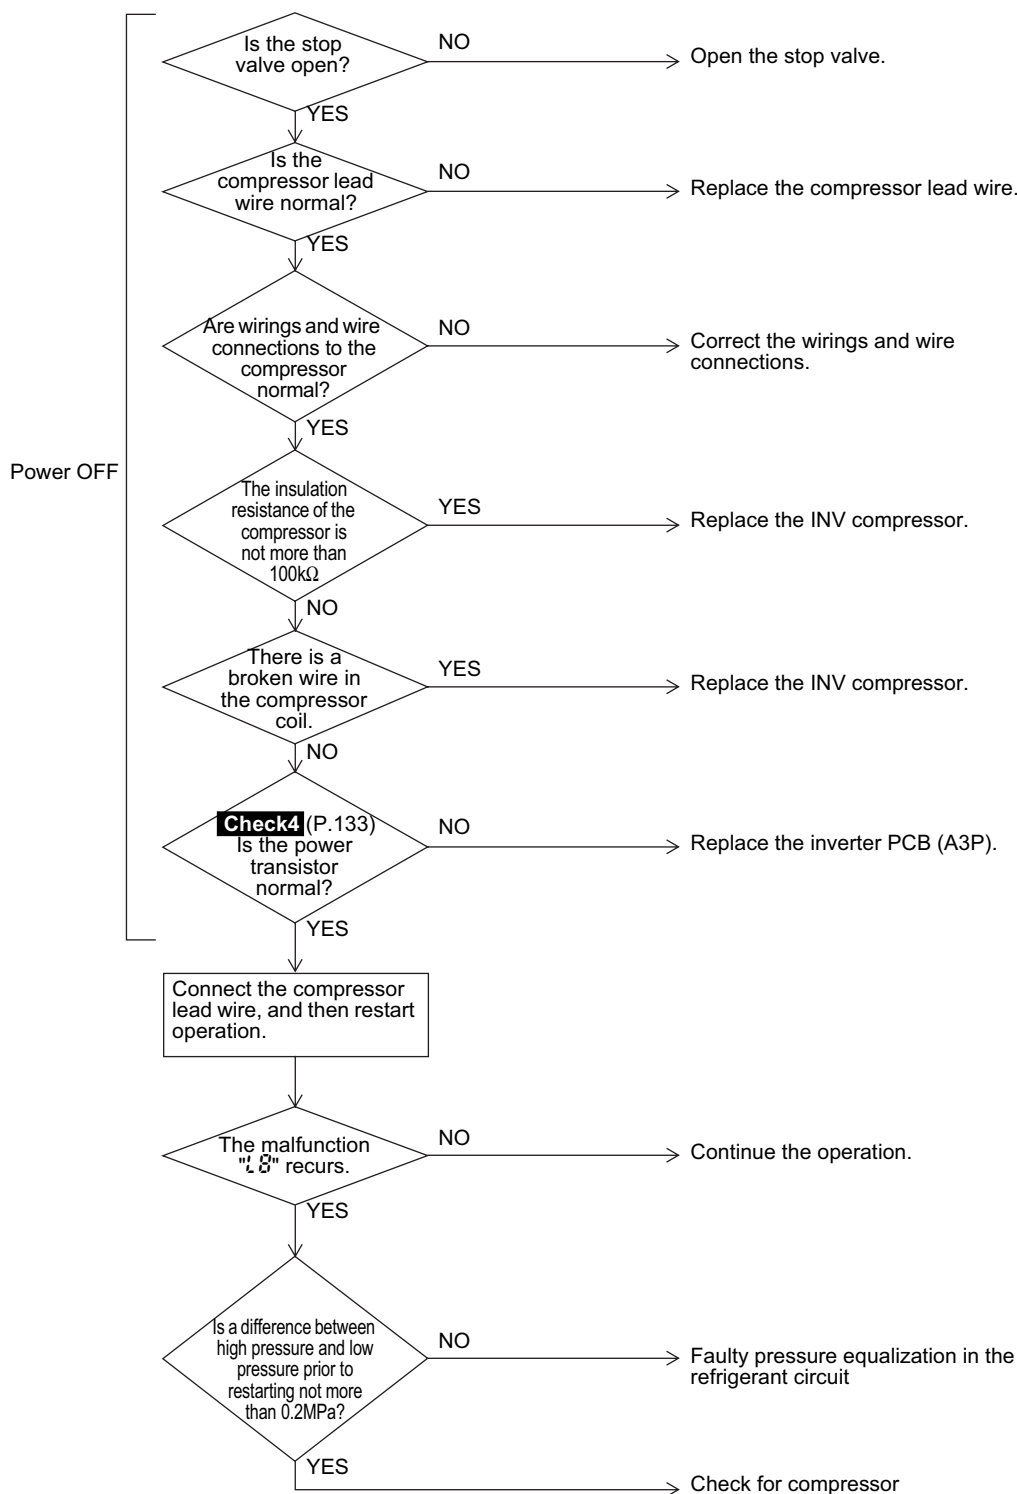 Is the stop
valve open?
NO
Open the stop valve.
YES
Is the
compressor lead
wire normal?
NO
Replace the compressor lead wire.
YES
Are wirings and wire
connections to the
compressor
normal?
NO
Correct the wirings and wire
connections.
YES
Power OFF
The insulation
resistance of the
compressor is
not more than
100kΩ
YES
Replace the INV compressor.
NO
There is a
broken wire in
the compressor
coil.
YES
Replace the INV compressor.
NO
Check4 (P.133)
Is the power
transistor
normal?
NO
Replace the inverter PCB (A3P).
YES
Connect the compressor
lead wire, and then restart
operation.
The malfunction
"L8" recurs.
NO
Continue the operation.
YES
Is a difference between
high pressure and low
pressure prior to
restarting not more
than 0.2MPa?
NO
Faulty pressure equalization in the
refrigerant circuit
YES
Check for compressor